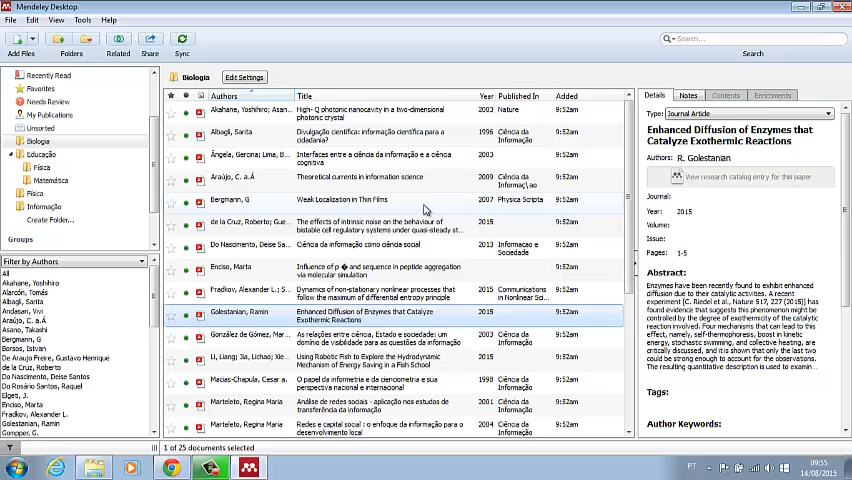 Mendeley Desktop
File Edit View Tools Help
Add Files Folders Related Share Sync Search
Search...
Recently Read
Favorites
Needs Review
My Publications
Unsorted
Biologia
Educação
Física
Matemática
Física
Informação
Create Folder...
Groups
Filter by Authors
All
Akahane, Yoshihiro
Alarcón, Tomás
Albagli, Sarita
Andasari, Vivi
Araújo, C. a.Á
Asano, Takashi
Bergmann, G
Borsos, Istvan
De Araujo Freire, Gustavo Henrique
de la Cruz, Roberto
Do Nascimento, Deise
Do Rosário Santos, Raquel
Elgeti, J.
Enciso, Marta
Fradkov, Alexander L.
Golestanian, Ramin
Gompper, G.
Biologia Edit Settings
Authors Title Year Published In Added
Akahane, Yoshihiro; Asan... High- Q photonic nanocavity in a two-dimensional 2003 Nature 9:52am
photonic crystal
Albagli, Sarita Divulgação científica: informação científica para a 1996 Ciência da 9:52am
cidadania? Informação
Ângela, Gercina; Lima, B... Interfaces entre a ciência da informação e a ciência 2003 9:52am
cognitiva
Araújo, C. a.Á Theoretical currents in information science 2009 Ciência da 9:52am
Informaç\ao
Bergmann, G Weak Localization in Thin Films 2007 Physica Scripta 9:52am
de la Cruz, Roberto; Gue... The effects of intrinsic noise on the behaviour of 2015 9:52am
bistable cell regulatory systems under quasi-steady st...
Do Nascimento, Deise Sa... Ciência da informação como ciência social 2013 Informacao e 9:52am
Sociedade
Enciso, Marta Influence of p � and sequence in peptide aggregation 9:52am
via molecular simulation
Fradkov, Alexander L.; S... Dynamics of non-stationary nonlinear processes that 2015 Communications 9:52am
follow the maximum of differential entropy principle in Nonlinear Sc...
Golestanian, Ramin Enhanced Diffusion of Enzymes that Catalyze 2015 9:52am
Exothermic Reactions
González de Gómez, Mar... As relações entre ciência, Estado e sociedade: um 9:52am
domínio de visibilidade para as questões da informação
Li, Liang; Jia, Lichao; Xie... Using Robotic Fish to Explore the Hydrodynamic 2015 9:52am
Mechanism of Energy Saving in a Fish School
Macias-Chapula, Cesar a. O papel da informetria e da cienciometria e sua 1998 Ciência da 9:52am
perspectiva nacional e internacional Informação
Marteleto, Regina Maria Análise de redes sociais - aplicação nos estudos de 2001 Ciência da 9:52am
transferência da informação Informação
Marteleto, Regina Maria Redes e capital social : o enfoque da informação para o 2004 Ciência da 9:52am
desenvolvimento local Informação
Details Notes Contents Enrichments
Type: Journal Article
Enhanced Diffusion of Enzymes that
Catalyze Exothermic Reactions
Authors: R. Golestanian
View research catalog entry for this paper
Journal:
Year: 2015
Volume:
Issue:
Pages: 1-5
Abstract:
Enzymes have been recently found to exhibit enhanced
diffusion due to their catalytic activities. A recent
experiment [C. Riedel et al., Nature 517, 227 (2015)] has
found evidence that suggests this phenomenon might be
controlled by the degree of exothermicity of the catalytic
reaction involved. Four mechanisms that can lead to this
effect, namely, self-thermophoresis, boost in kinetic
energy, stochastic swimming, and collective heating, are
critically discussed, and it is shown that only the last two
could be strong enough to account for the observations.
The resulting quantitative description is used to examin...
Tags:
Author Keywords:
1 of 25 documents selected
PT 09:55
14/08/2015